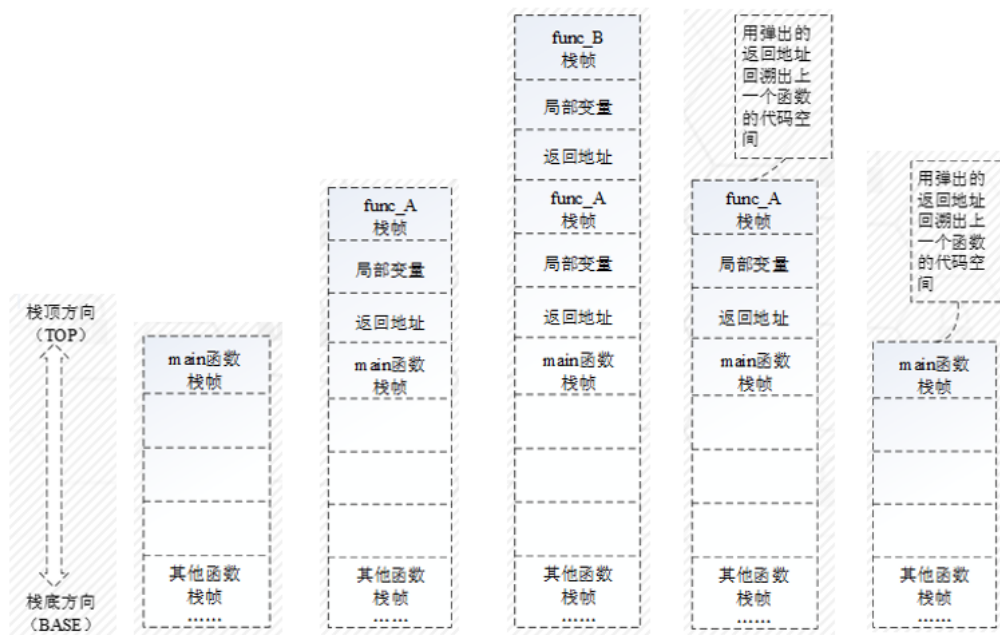 栈顶方向
（TOP）
栈底方向
（BASE）
main函数
栈帧
其他函数
栈帧
……
func_A
栈帧
局部变量
返回地址
main函数
栈帧
其他函数
栈帧
……
func_B
栈帧
局部变量
返回地址
func_A
栈帧
局部变量
返回地址
main函数
栈帧
其他函数
栈帧
……
用弹出的
返回地址
回溯出上
一个函数
的代码空
间
func_A
栈帧
局部变量
返回地址
main函数
栈帧
其他函数
栈帧
……
用弹出的
返回地址
回溯出上
一个函数
的代码空
间
main函数
栈帧
其他函数
栈帧
……